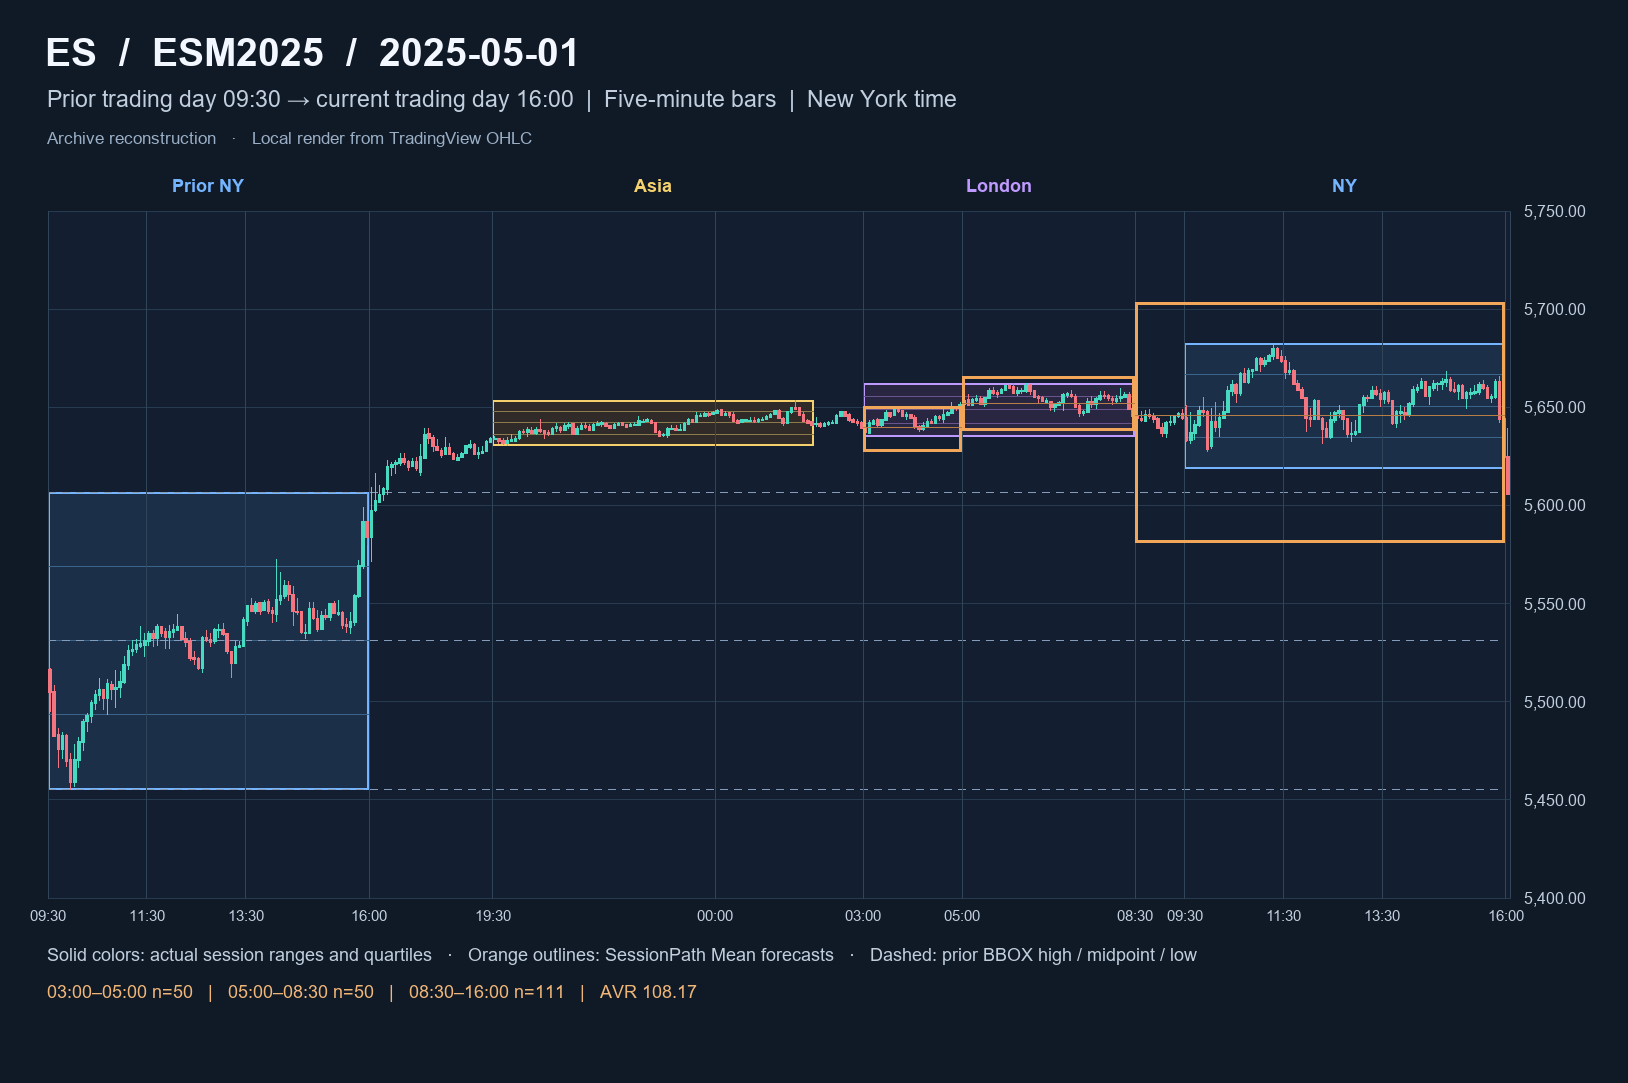 ES / ESM2025 / 2025-05-01
Prior trading day 09:30 → current trading day 16:00 | Five-minute bars | New York time
Archive reconstruction · Local render from TradingView OHLC
Prior NY Asia London NY
5,750.00
5,700.00
5,650.00
5,600.00
5,550.00
5,500.00
5,450.00
5,400.00
09:30 11:30 13:30 16:00 19:30 00:00 03:00 05:00 08:30 09:30 11:30 13:30 16:00
Solid colors: actual session ranges and quartiles · Orange outlines: SessionPath Mean forecasts · Dashed: prior BBOX high / midpoint / low
03:00–05:00 n=50 | 05:00–08:30 n=50 | 08:30–16:00 n=111 | AVR 108.17